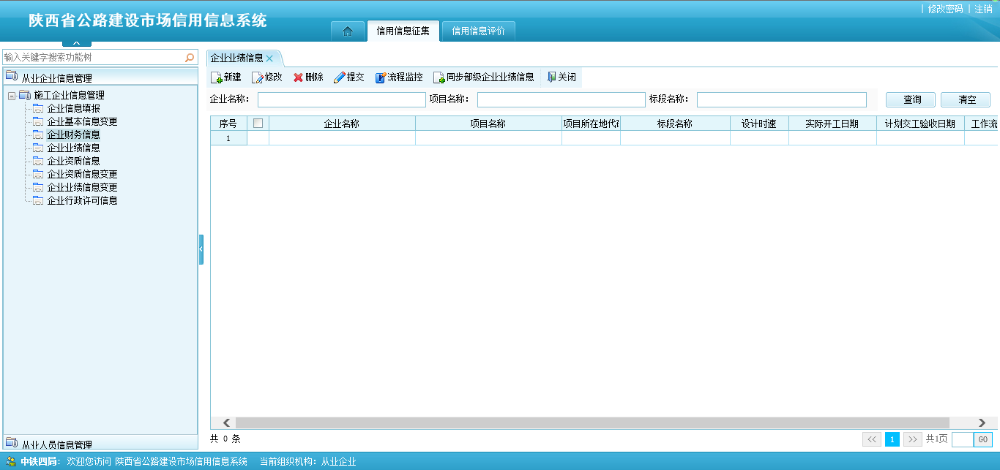 | 修改密码 | 注销
陕西省公路建设市场信用信息系统
信用信息征集 信用信息评价
输入关键字搜索功能树
从业企业信息管理
施工企业信息管理
企业信息填报
企业基本信息变更
企业财务信息
企业业绩信息
企业资质信息
企业资质信息变更
企业业绩信息变更
企业行政许可信息
从业人员信息管理
企业业绩信息
新建 修改 删除 提交 流程监控 同步部级企业业绩信息 关闭
企业名称： 项目名称： 标段名称： 查询 清空
序号 企业名称 项目名称 项目所在地代码 标段名称 设计时速 实际开工日期 计划交工验收日期 工作流
1
共 0 条 << 1 >> 共1页 GO
中铁四局： 欢迎您访问 陕西省公路建设市场信用信息系统 当前组织机构：从业企业